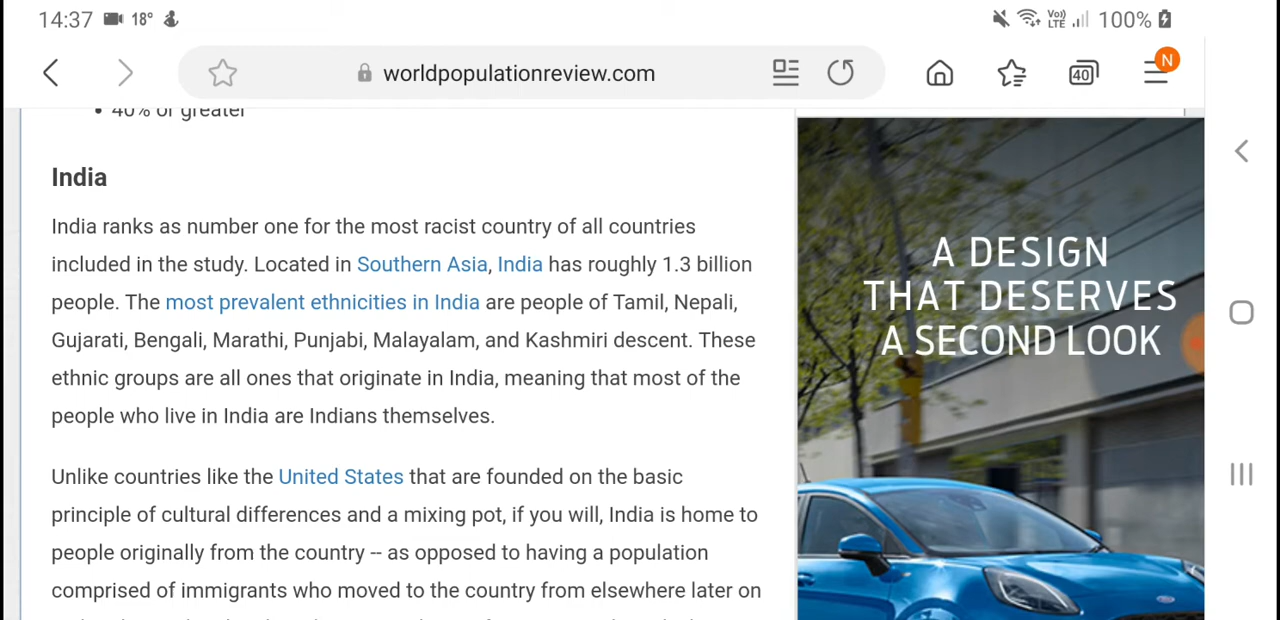 14:37 18° Vo)) LTE 100%
worldpopulationreview.com 40 N
40% or greater
India
India ranks as number one for the most racist country of all countries
included in the study. Located in Southern Asia, India has roughly 1.3 billion
people. The most prevalent ethnicities in India are people of Tamil, Nepali,
Gujarati, Bengali, Marathi, Punjabi, Malayalam, and Kashmiri descent. These
ethnic groups are all ones that originate in India, meaning that most of the
people who live in India are Indians themselves.
Unlike countries like the United States that are founded on the basic
principle of cultural differences and a mixing pot, if you will, India is home to
people originally from the country -- as opposed to having a population
comprised of immigrants who moved to the country from elsewhere later on
A DESIGN
THAT DESERVES
A SECOND LOOK